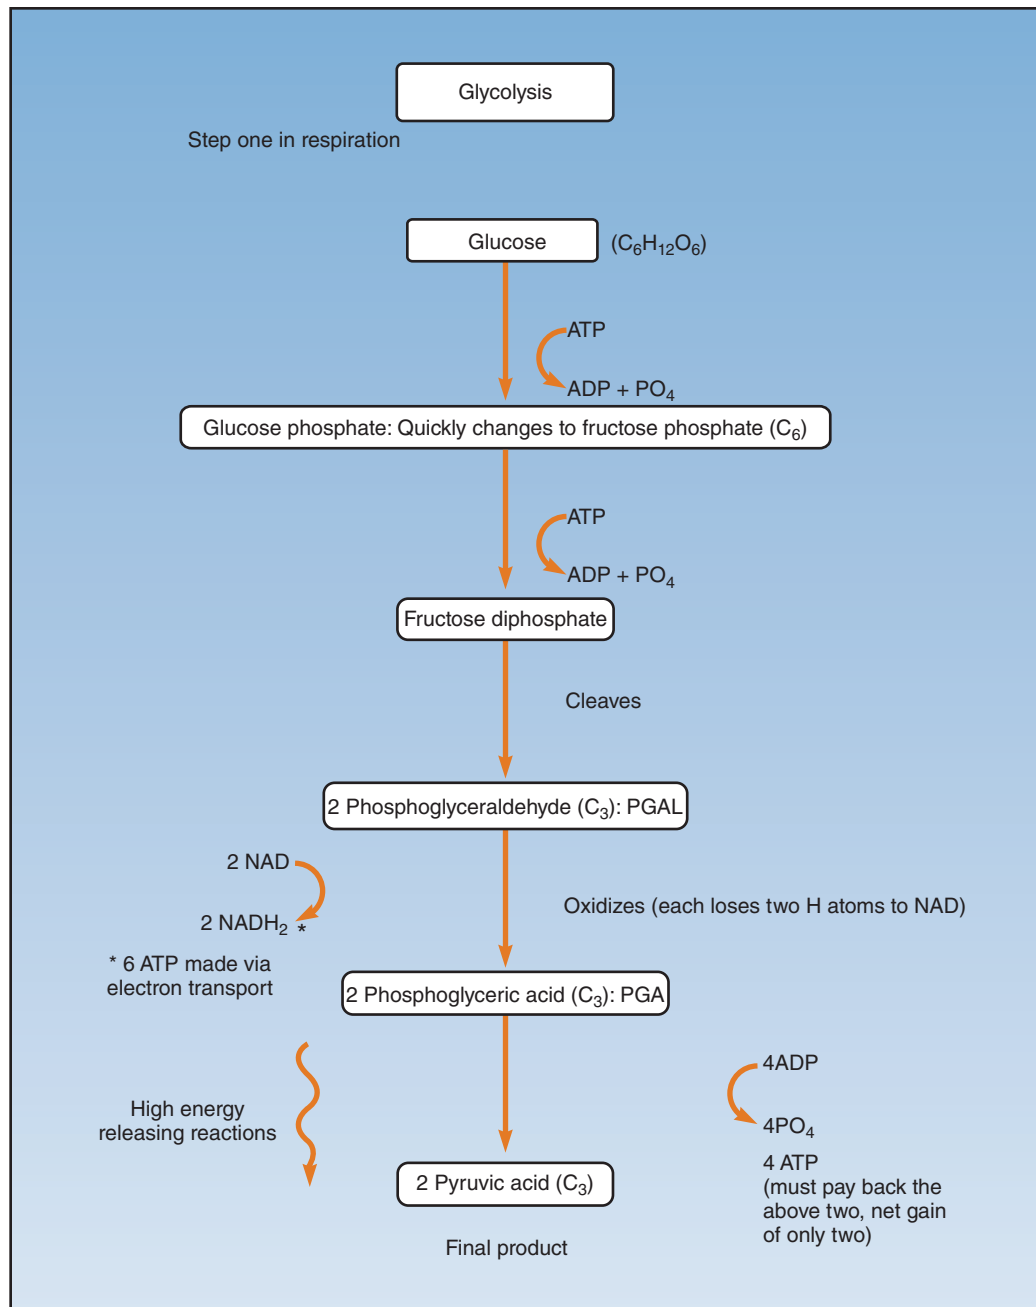 Glycolysis
Step one in respiration
Glucose (C₆H₁₂O₆)
ATP
ADP + PO₄
Glucose phosphate: Quickly changes to fructose phosphate (C₆)
ATP
ADP + PO₄
Fructose diphosphate
Cleaves
2 Phosphoglyceraldehyde (C₃): PGAL
2 NAD
Oxidizes (each loses two H atoms to NAD)
2 NADH₂ *
* 6 ATP made via
electron transport
2 Phosphoglyceric acid (C₃): PGA
4ADP
High energy
releasing reactions
4PO₄
4 ATP
(must pay back the
above two, net gain
of only two)
2 Pyruvic acid (C₃)
Final product